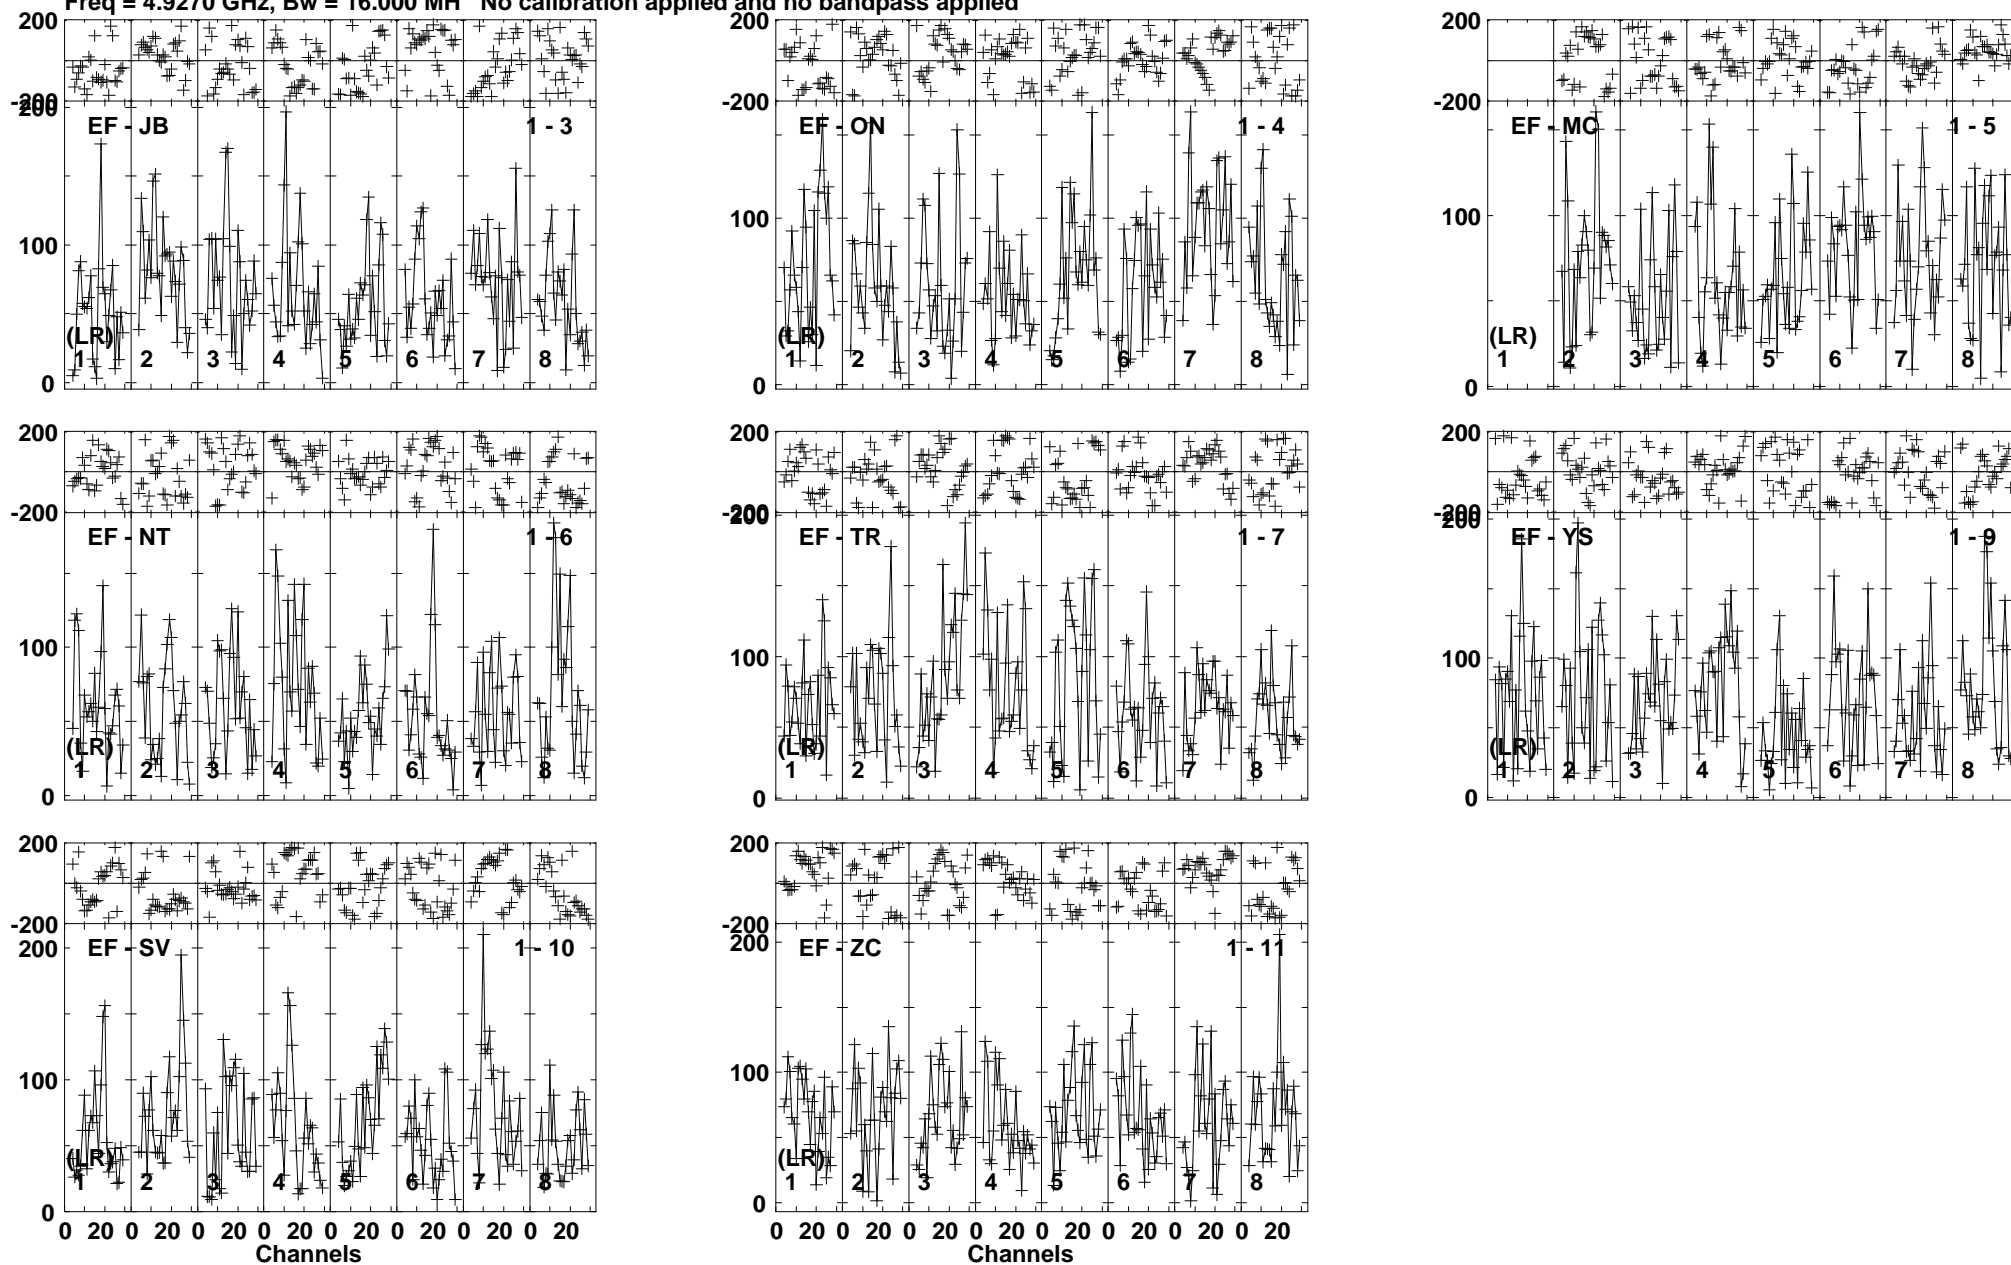 Freq = 4.9270 GHz, Bw = 16.000 MH No calibration applied and no bandpass applied
200 200 200
-200 -200 -200
200
EF - JB 1 - 3 EF - ON 1 - 4 EF - MC 1 - 5
100 100 100
(LR) (LR) (LR)
1 2 3 4 5 6 7 8 1 2 3 4 5 6 7 8 1 2 3 4 5 6 7 8
0 0 0
200 200 200
-200 -200 -200
200 200
EF - NT 1 - 6 EF - TR 1 - 7 EF - YS 1 - 9
100 100 100
(LR) (LR) (LR)
1 2 3 4 5 6 7 8 1 2 3 4 5 6 7 8 1 2 3 4 5 6 7 8
0 0 0
200 200
-200 -200
200 200
EF - SV 1 - 10 EF - ZC 1 - 11
100 100
(LR) (LR)
1 2 3 4 5 6 7 8 1 2 3 4 5 6 7 8
0 0
0 20 0 20 0 20 0 20 0 20 0 20 0 20 0 20 0 20 0 20 0 20 0 20 0 20 0 20 0 20 0 20
Channels Channels